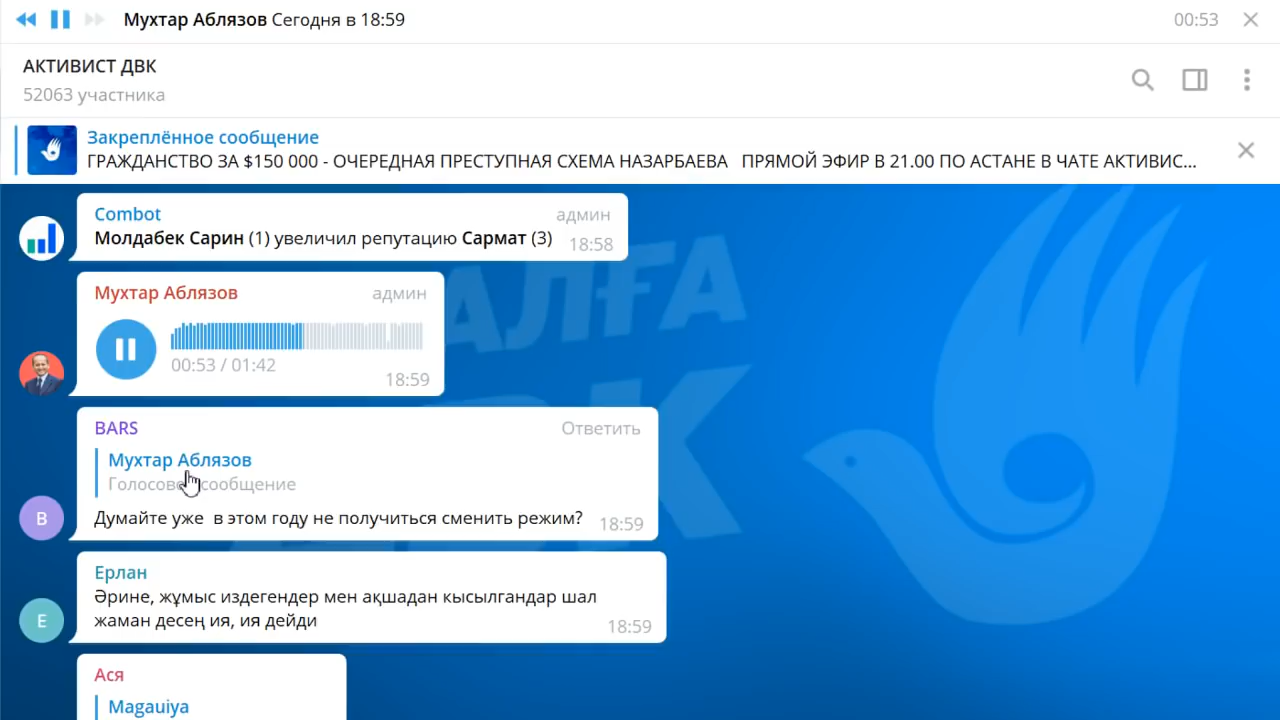 Мухтар Аблязов Сегодня в 18:59
00:53
АКТИВИСТ ДВК
52063 участника
Закреплённое сообщение
ГРАЖДАНСТВО ЗА $150 000 - ОЧЕРЕДНАЯ ПРЕСТУПНАЯ СХЕМА НАЗАРБАЕВА ПРЯМОЙ ЭФИР В 21.00 ПО АСТАНЕ В ЧАТЕ АКТИВИС...
Combot админ
Молдабек Сарин (1) увеличил репутацию Сармат (3) 18:58
Мухтар Аблязов админ
00:53 / 01:42
18:59
BARS Ответить
Мухтар Аблязов
Голосовое сообщение
В
Думайте уже в этом году не получиться сменить режим? 18:59
Ерлан
Әрине, жұмыс издегендер мен ақшадан кысылгандар шал
Е
жаман десең ия, ия дейди 18:59
Ася
Magauiya